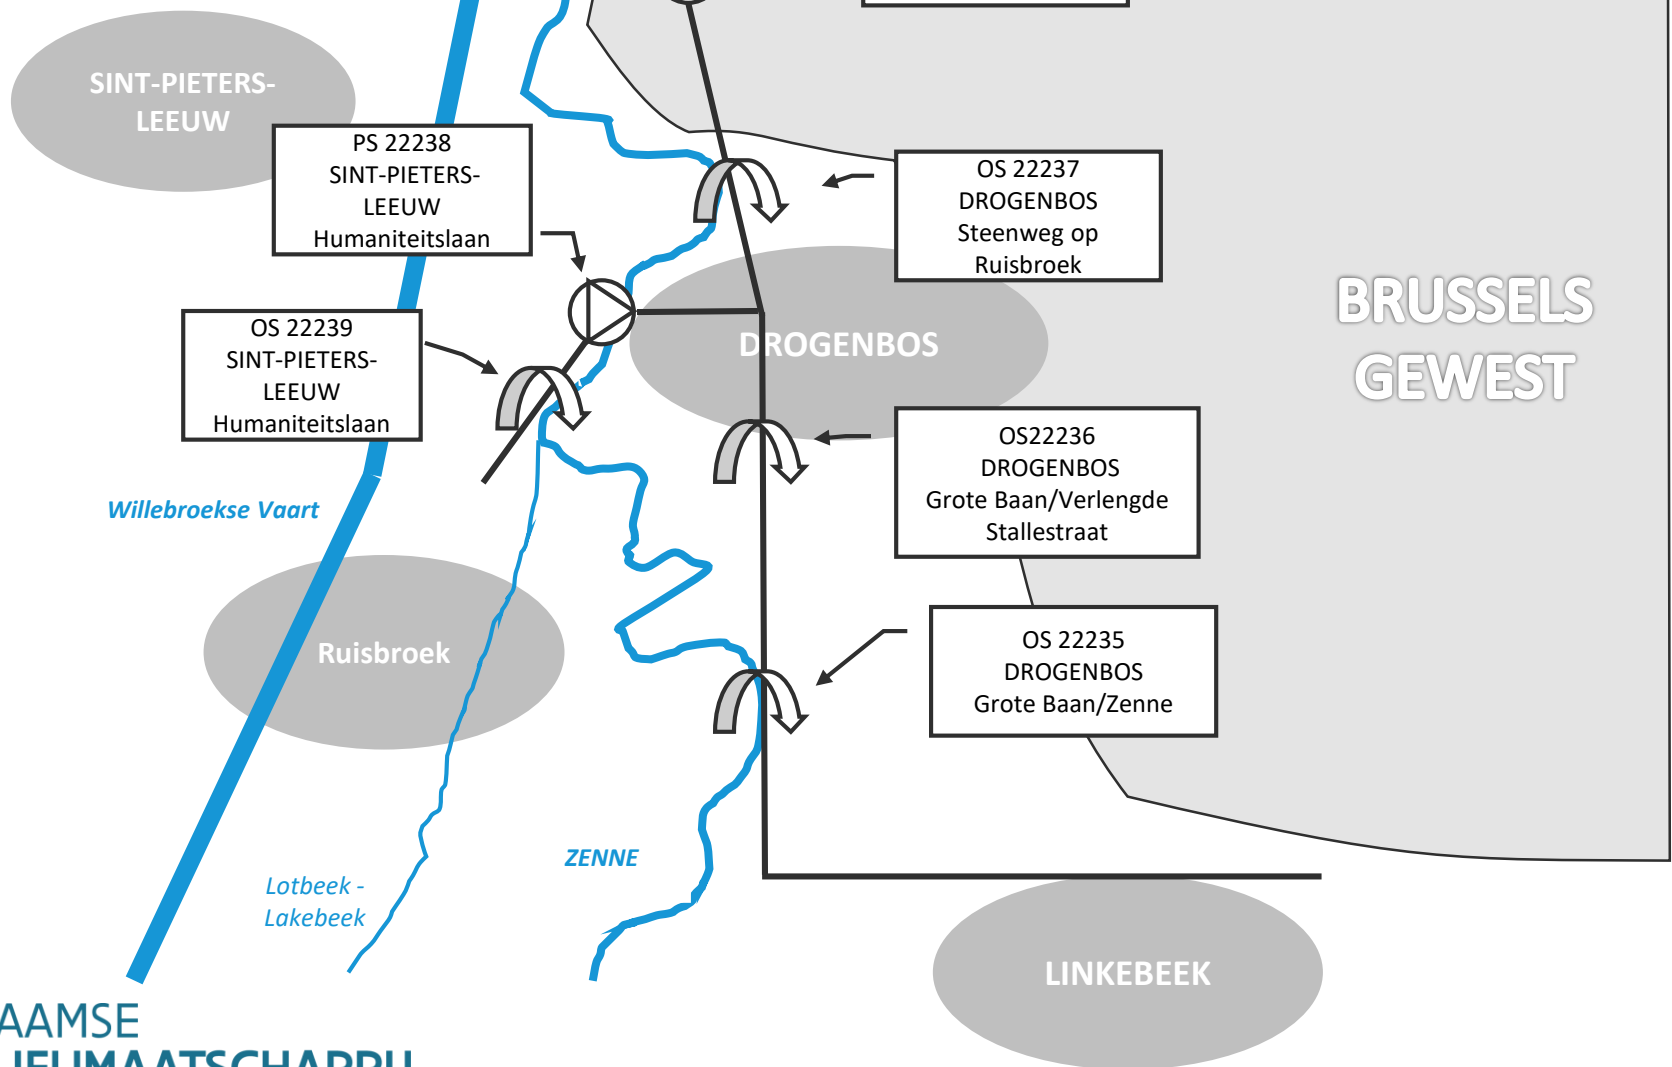 SINT-PIETERS-
LEEUW
PS 22238
SINT-PIETERS-
LEEUW
Humaniteitslaan
OS 22237
DROGENBOS
Steenweg op
Ruisbroek
OS 22239
SINT-PIETERS-
LEEUW
Humaniteitslaan
DROGENBOS
BRUSSELS
GEWEST
OS22236
DROGENBOS
Grote Baan/Verlengde
Stallestraat
Willebroekse Vaart
Ruisbroek
OS 22235
DROGENBOS
Grote Baan/Zenne
ZENNE
Lotbeek -
Lakebeek
LINKEBEEK
AAMSE